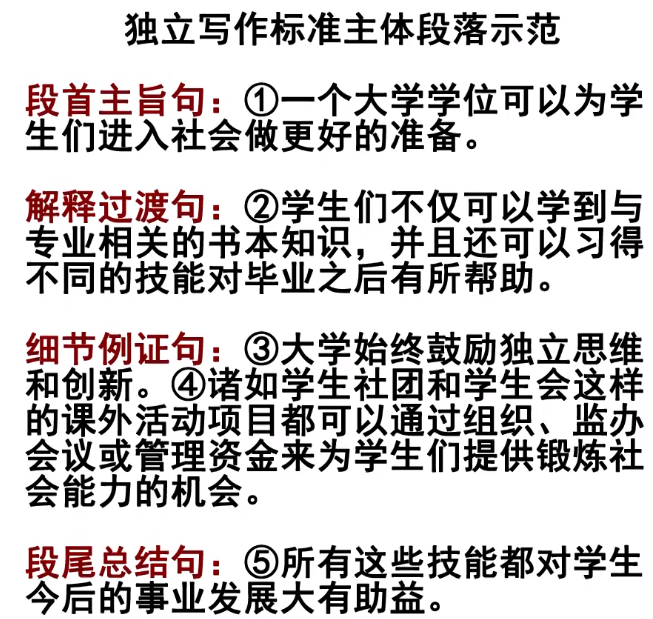 独立写作标准主体段落示范
段首主旨句：①一个大学学位可以为学
生们进入社会做更好的准备。
解释过渡句：②学生们不仅可以学到与
专业相关的书本知识，并且还可以习得
不同的技能对毕业之后有所帮助。
细节例证句：③大学始终鼓励独立思维
和创新。④诸如学生社团和学生会这样
的课外活动项目都可以通过组织、监办
会议或管理资金来为学生们提供锻炼社
会能力的机会。
段尾总结句：⑤所有这些技能都对学生
今后的事业发展大有助益。